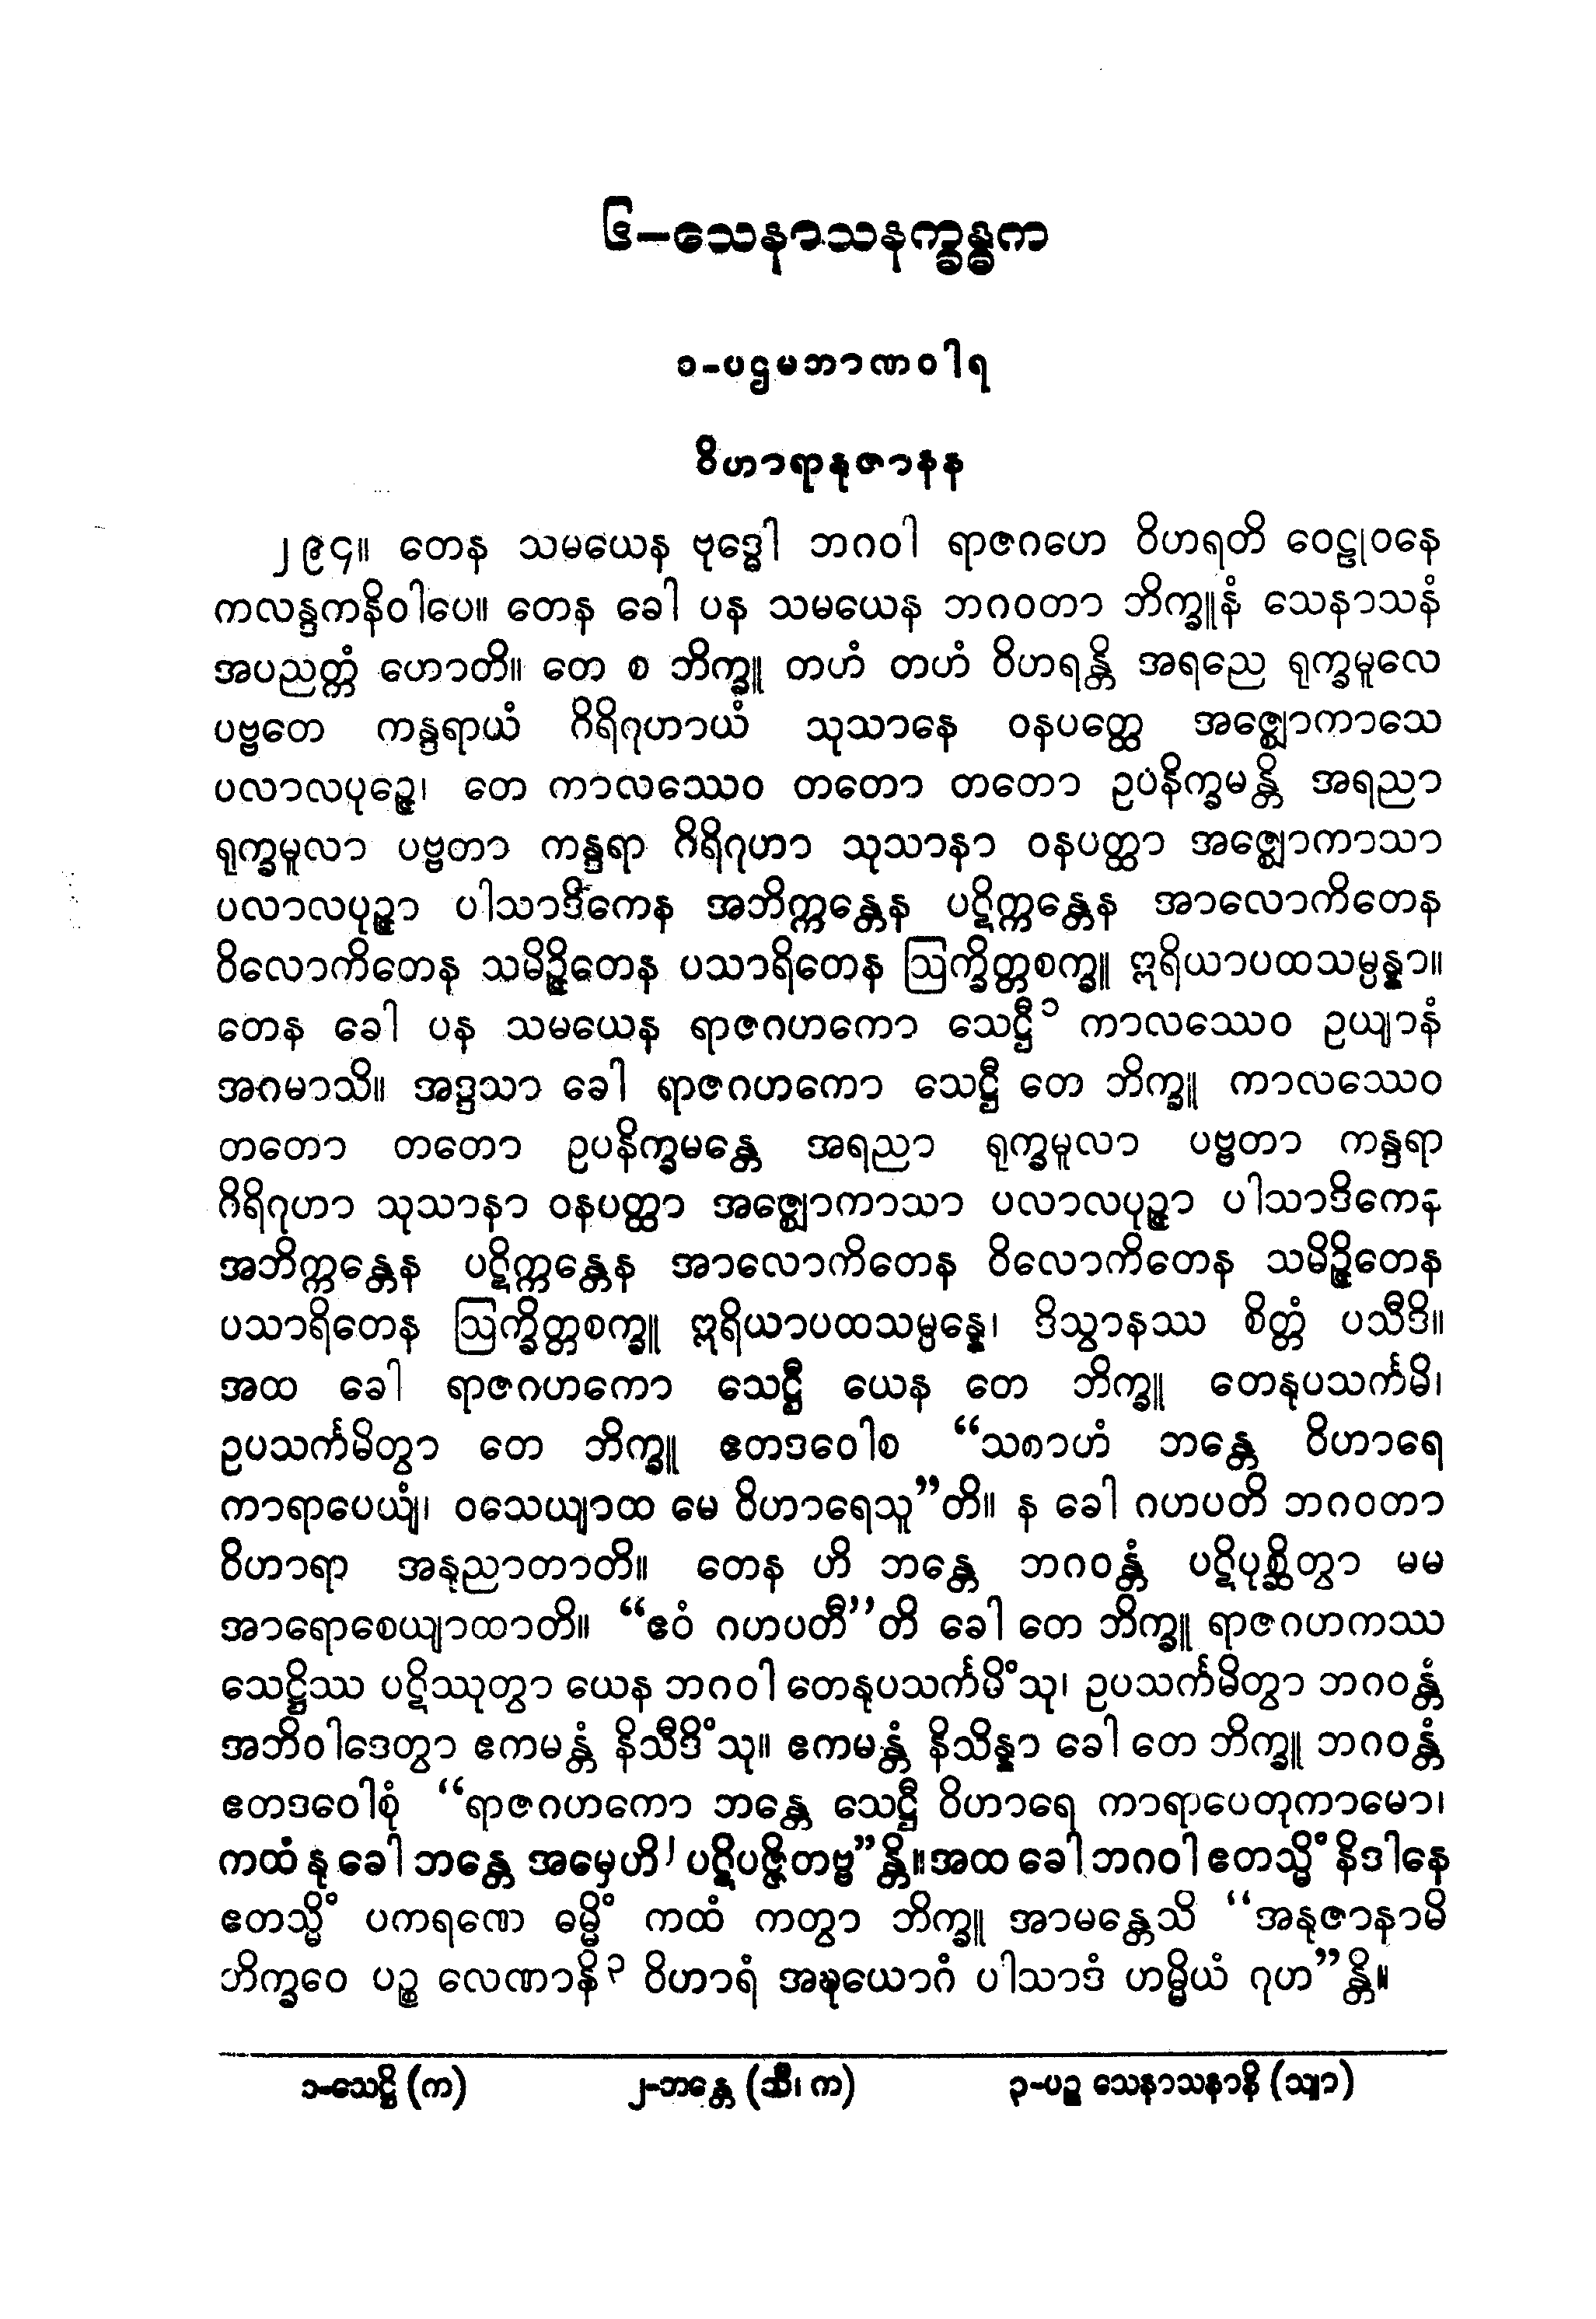 ၆-သေနာသနက္ခန္ဓက
၁-ပဌမဘာဏဝါရ
ဝိဟာရာနုဇာနန
၂၉၄။ တေန သမယေန ဗုဒ္ဓေါ ဘဂဝါ ရာဇဂဟေ ဝိဟရတိ ဝေဠုဝနေ
ကလန္ဒကနိဝါပေ။ တေန ခေါ ပန သမယေန ဘဂဝတာ ဘိက္ခူနံ သေနာသနံ
အပညတ္တံ ဟောတိ။ တေ စ ဘိက္ခူ တဟံ တဟံ ဝိဟရန္တိ အရညေ ရုက္ခမူလေ
ပဗ္ဗတေ ကန္ဒရာယံ ဂိရိဂုဟာယံ သုသာနေ ဝနပတ္ထေ အဇ္ဈောကာသေ
ပလာလပုဉ္ဇေ၊ တေ ကာလဿေဝ တတော တတော ဥပနိက္ခမန္တိ အရညာ
ရုက္ခမူလာ ပဗ္ဗတာ ကန္ဒရာ ဂိရိဂုဟာ သုသာနာ ဝနပတ္ထာ အဇ္ဈောကာသာ
ပလာလပုဉ္ဇာ ပါသာဒိကေန အဘိက္ကန္တေန ပဋိက္ကန္တေန အာလောကိတေန
ဝိလောကိတေန သမိဉ္ဇိတေန ပသာရိတေန ဩက္ခိတ္တစက္ခူ ဣရိယာပထသမ္ပန္နာ။
တေန ခေါ ပန သမယေန ရာဇဂဟကော သေဋ္ဌီ၁ ကာလဿေဝ ဥယျာနံ
အဂမာသိ။ အဒ္ဒသာ ခေါ ရာဇဂဟကော သေဋ္ဌီ တေ ဘိက္ခူ ကာလဿေဝ
တတော တတော ဥပနိက္ခမန္တေ အရညာ ရုက္ခမူလာ ပဗ္ဗတာ ကန္ဒရာ
ဂိရိဂုဟာ သုသာနာ ဝနပတ္ထာ အဇ္ဈောကာသာ ပလာလပုဉ္ဇာ ပါသာဒိကေန
အဘိက္ကန္တေန ပဋိက္ကန္တေန အာလောကိတေန ဝိလောကိတေန သမိဉ္ဇိတေန
ပသာရိတေန ဩက္ခိတ္တစက္ခူ ဣရိယာပထသမ္ပန္နေ၊ ဒိသွာနဿ စိတ္တံ ပသီဒိ။
အထ ခေါ ရာဇဂဟကော သေဋ္ဌီ ယေန တေ ဘိက္ခူ တေနုပသင်္ကမိ၊
ဥပသင်္ကမိတွာ တေ ဘိက္ခူ ဧတဒဝေါစ “သစာဟံ ဘန္တေ ဝိဟာရေ
ကာရာပေယျံ၊ ဝသေယျာထ မေ ဝိဟာရေသူ”တိ။ န ခေါ ဂဟပတိ ဘဂဝတာ
ဝိဟာရာ အနုညာတာတိ။ တေန ဟိ ဘန္တေ ဘဂဝန္တံ ပဋိပုစ္ဆိတွာ မမ
အာရောစေယျာထာတိ။ “ဧဝံ ဂဟပတီ”တိ ခေါ တေ ဘိက္ခူ ရာဇဂဟကဿ
သေဋ္ဌိဿ ပဋိဿုတွာ ယေန ဘဂဝါ တေနုပသင်္ကမိံသု၊ ဥပသင်္ကမိတွာ ဘဂဝန္တံ
အဘိဝါဒေတွာ ဧကမန္တံ နိသီဒိံသု။ ဧကမန္တံ နိသိန္နာ ခေါ တေ ဘိက္ခူ ဘဂဝန္တံ
ဧတဒဝေါစုံ “ရာဇဂဟကော ဘန္တေ သေဋ္ဌီ ဝိဟာရေ ကာရာပေတုကာမော၊
ကထံ နု ခေါ ဘန္တေ အမှေဟိ၂ ပဋိပဇ္ဇိတဗ္ဗ”န္တိ။ အထ ခေါ ဘဂဝါ ဧတသ္မိံ နိဒါနေ
ဧတသ္မိံ ပကရဏေ ဓမ္မိံ ကထံ ကတွာ ဘိက္ခူ အာမန္တေသိ “အနုဇာနာမိ
ဘိက္ခဝေ ပဉ္စ လေဏာနိ၃ ဝိဟာရံ အဍ္ဎယောဂံ ပါသာဒံ ဟမ္မိယံ ဂုဟ”န္တိ။
၁-သေဋ္ဌိ (က) ၂-ဘန္တေ (သီ၊ က) ၃-ပဉ္စ သေနာသနာနိ (သျာ)